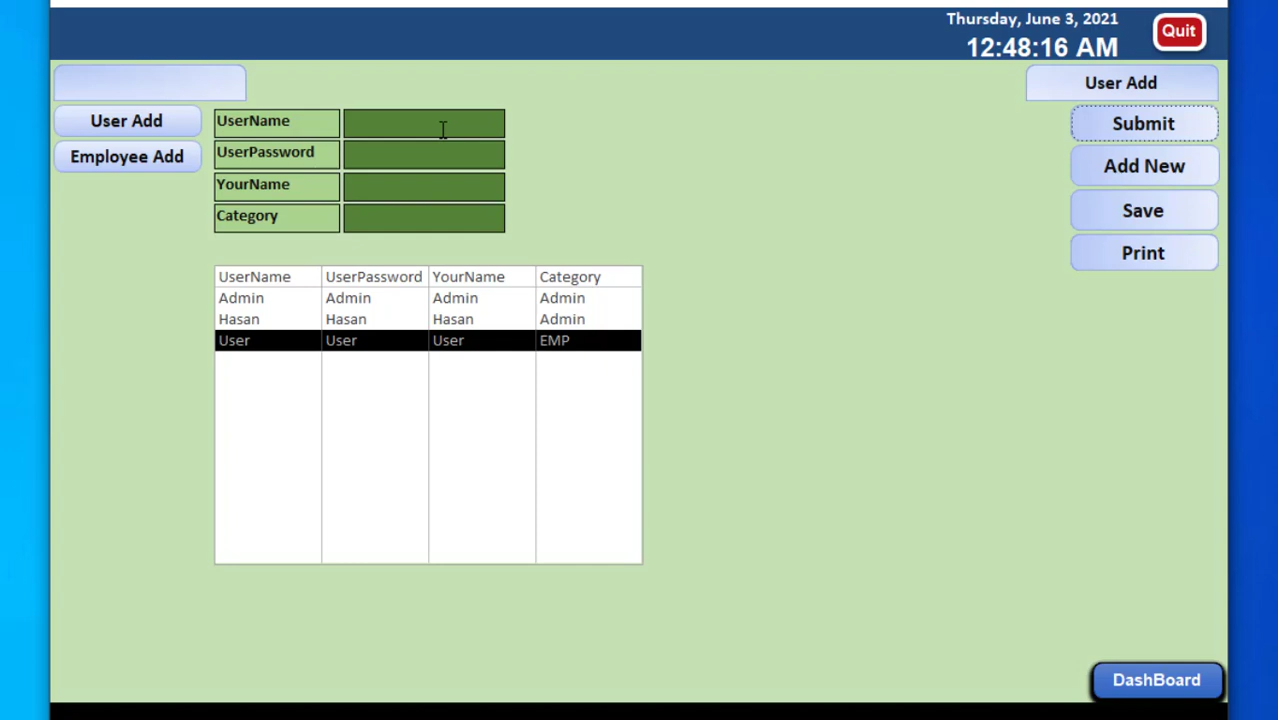 Thursday, June 3, 2021
12:48:16 AM
Quit
User Add
User Add
Employee Add
UserName
UserPassword
YourName
Category
Submit
Add New
Save
Print
UserName UserPassword YourName Category
Admin Admin Admin Admin
Hasan Hasan Hasan Admin
User User User EMP
DashBoard